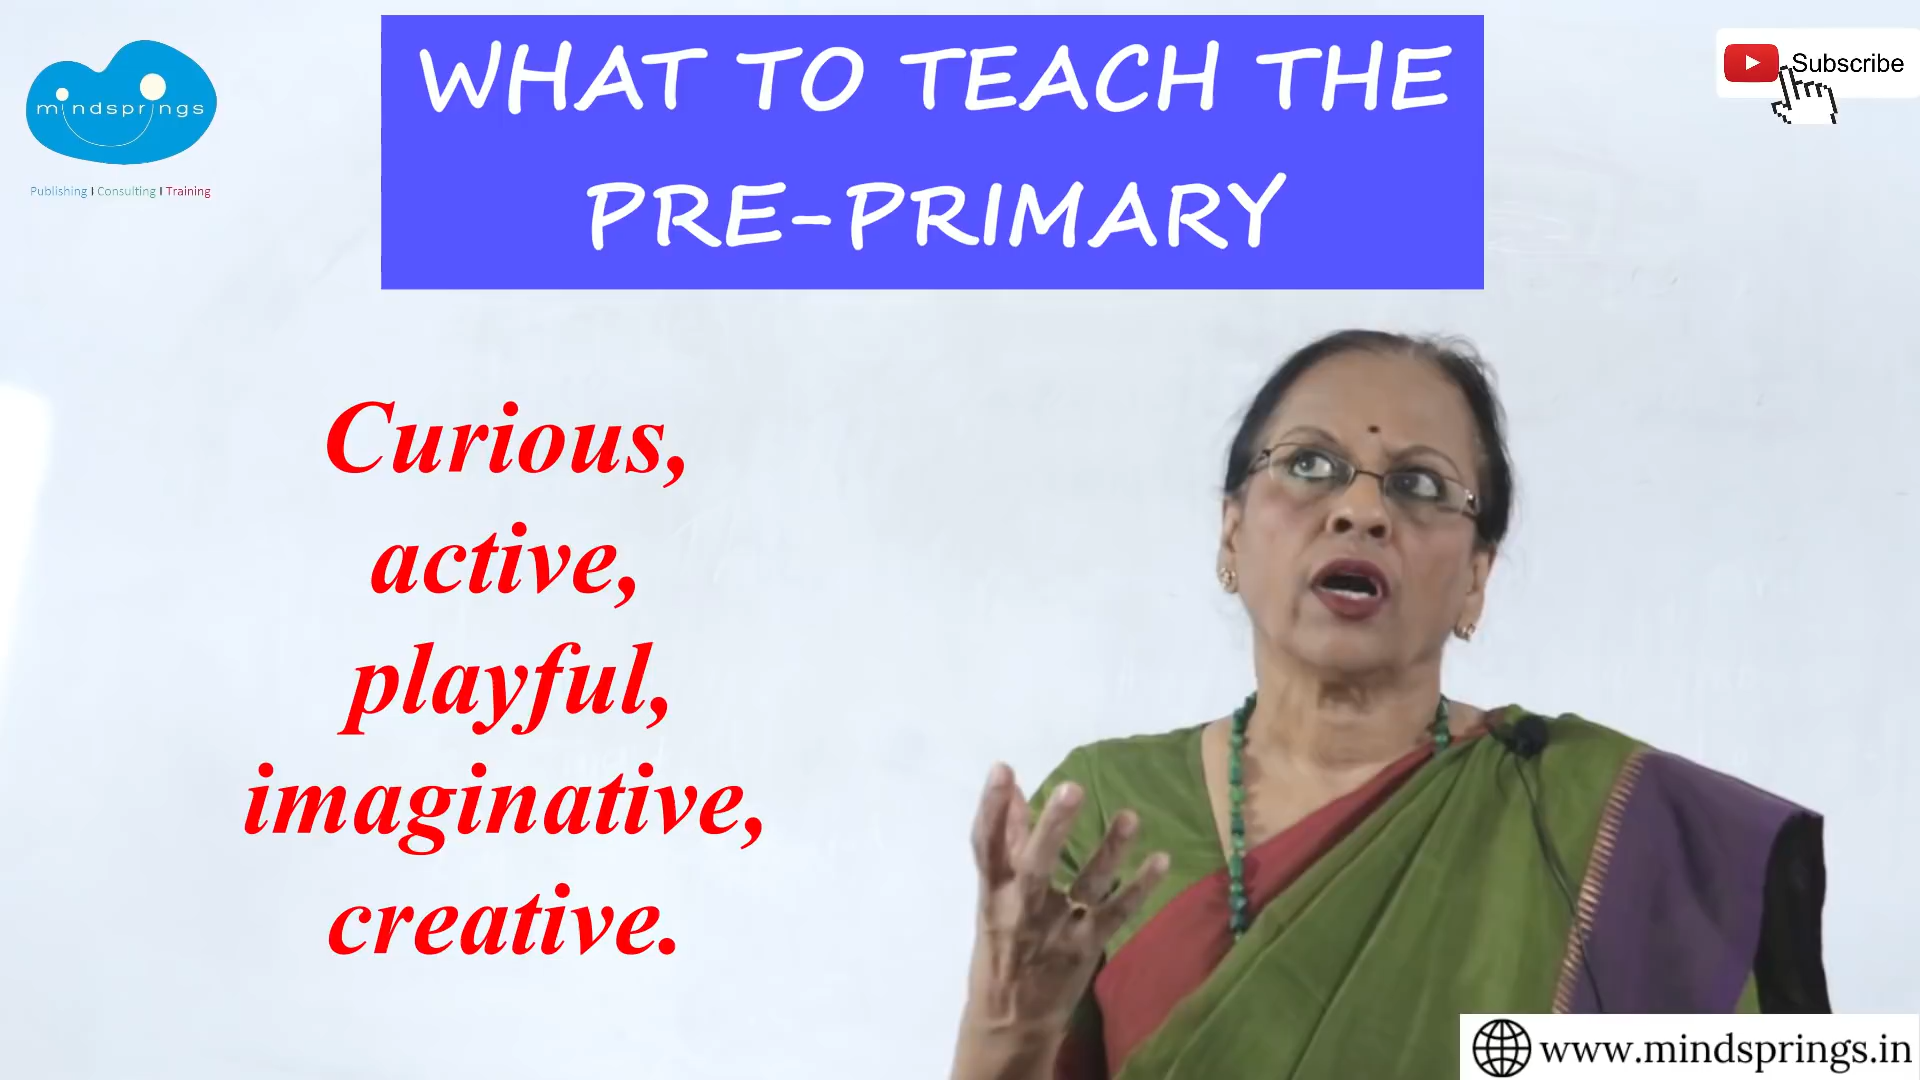 WHAT TO TEACH THE
PRE-PRIMARY
mindsprings
Publishing I Consulting I Training
Subscribe
Curious,
active,
playful,
imaginative,
creative.
www.mindsprings.in